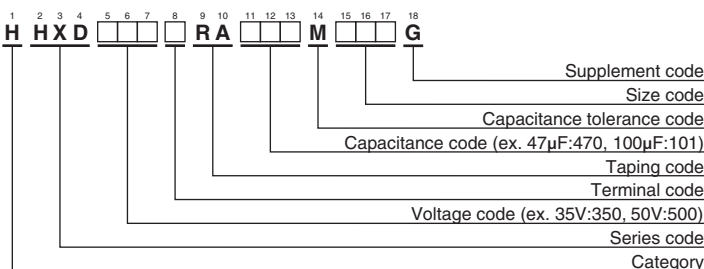 1 2 3 4 5 6 7 8 9 10 11 12 13 14 15 16 17 18
H HXD □□□ □ RA □□□ M □□□ G
Supplement code
Size code
Capacitance tolerance code
Capacitance code (ex. 47µF:470, 100µF:101)
Taping code
Terminal code
Voltage code (ex. 35V:350, 50V:500)
Series code
Category